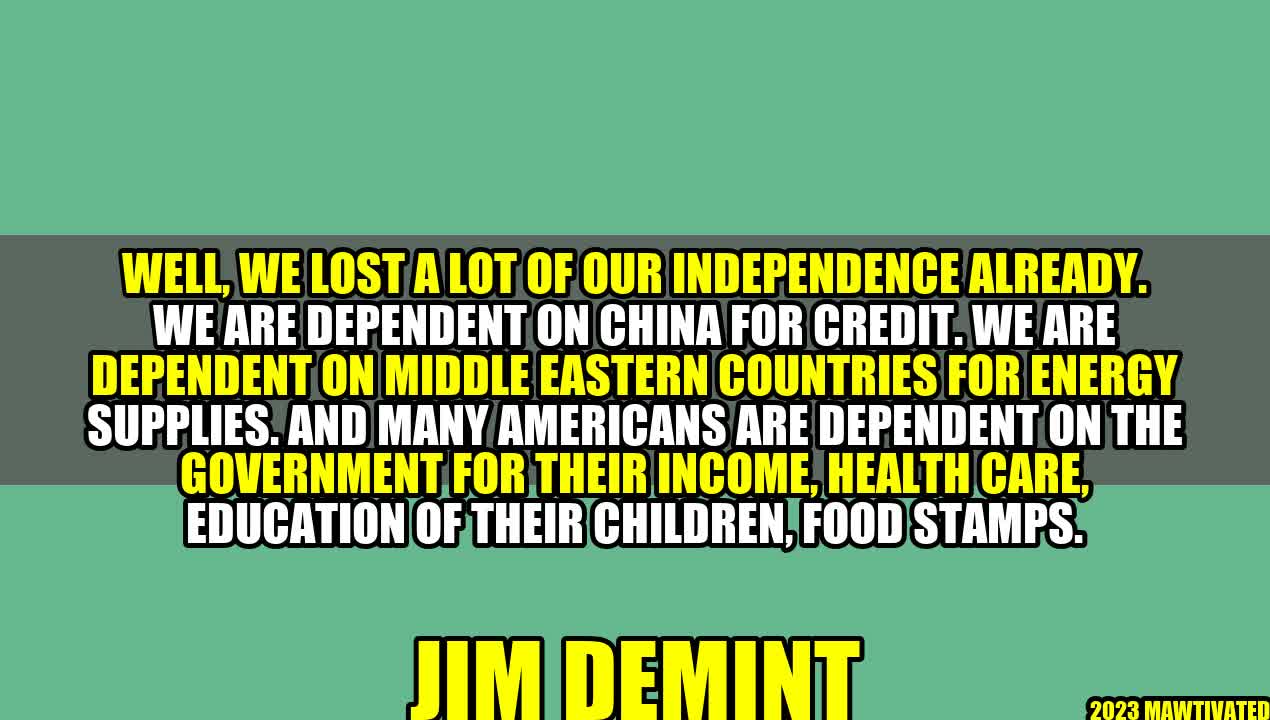 WELL, WE LOST A LOT OF OUR INDEPENDENCE ALREADY.
WE ARE DEPENDENT ON CHINA FOR CREDIT. WE ARE
DEPENDENT ON MIDDLE EASTERN COUNTRIES FOR ENERGY
SUPPLIES. AND MANY AMERICANS ARE DEPENDENT ON THE
GOVERNMENT FOR THEIR INCOME, HEALTH CARE,
EDUCATION OF THEIR CHILDREN, FOOD STAMPS.
JIM DEMINT
2023 MAWTIVATED